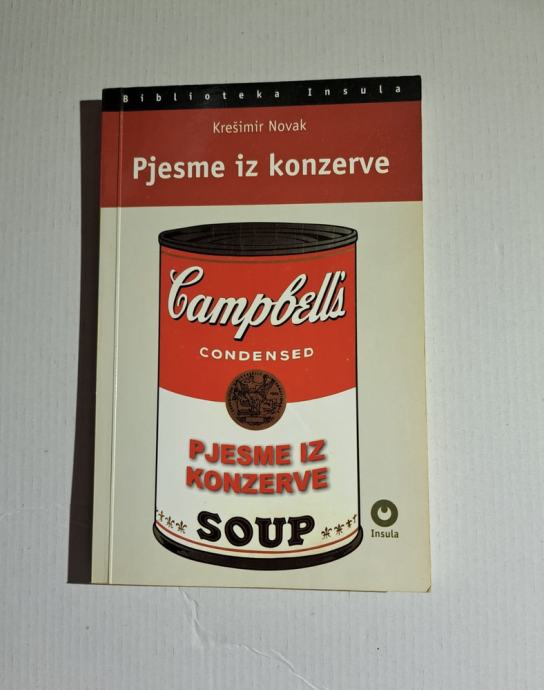 Biblioteka Insula
Krešimir Novak
Pjesme iz konzerve
Campbell's
CONDENSED
PJESME IZ
KONZERVE
SOUP
Insula